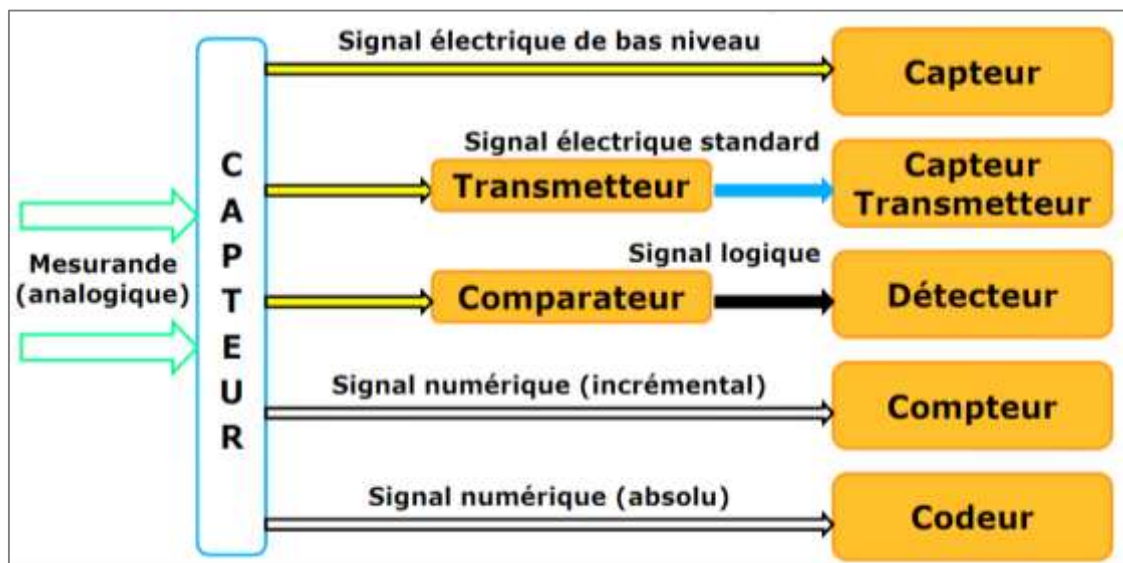 Signal électrique de bas niveau
Capteur
Signal électrique standard
Transmetteur
Capteur
Transmetteur
Mesurande
(analogique)
CAPTEUR
Signal logique
Comparateur
Détecteur
Signal numérique (incrémental)
Compteur
Signal numérique (absolu)
Codeur